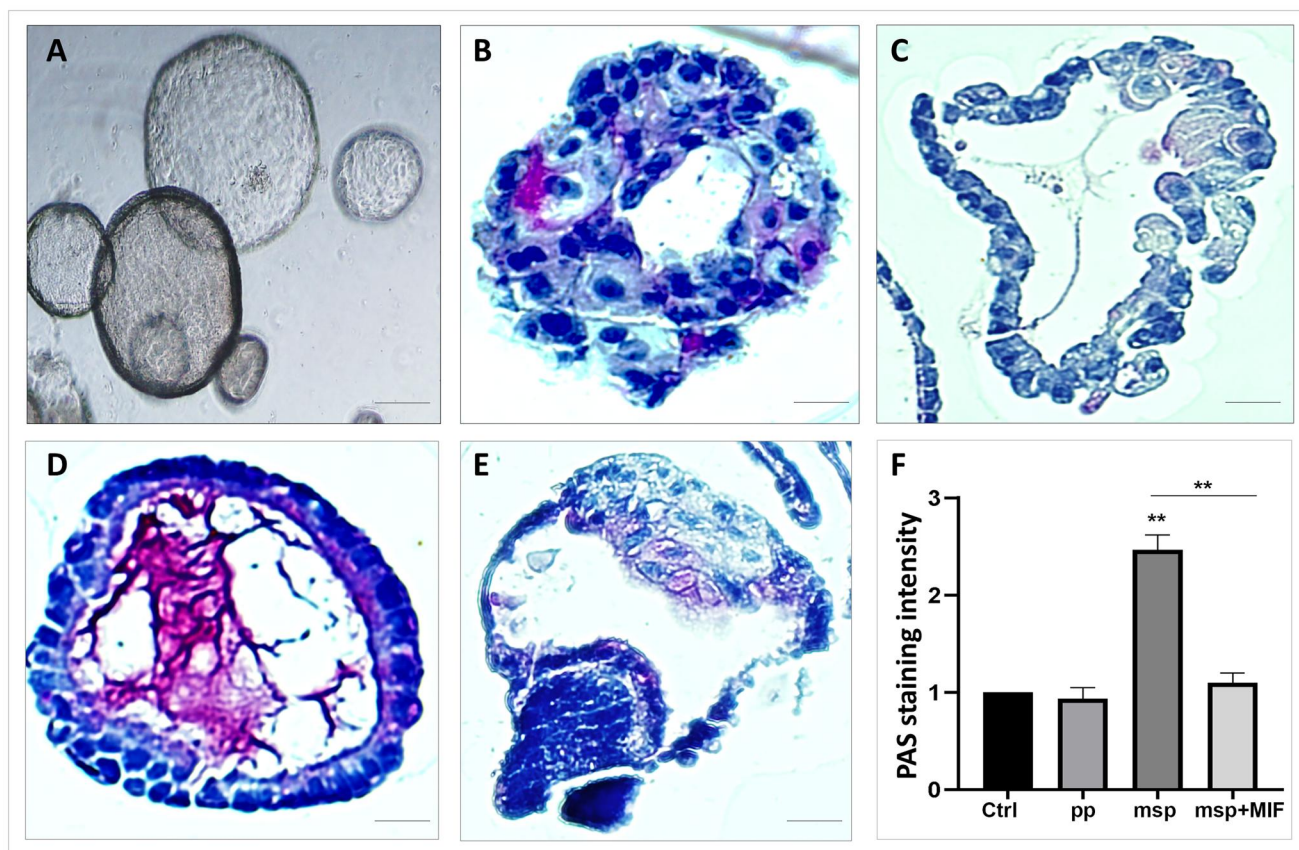 A
B
C
D
E
F
PAS staining intensity
3
2
1
0
**
**
Ctrl
pp
msp
msp+MIF